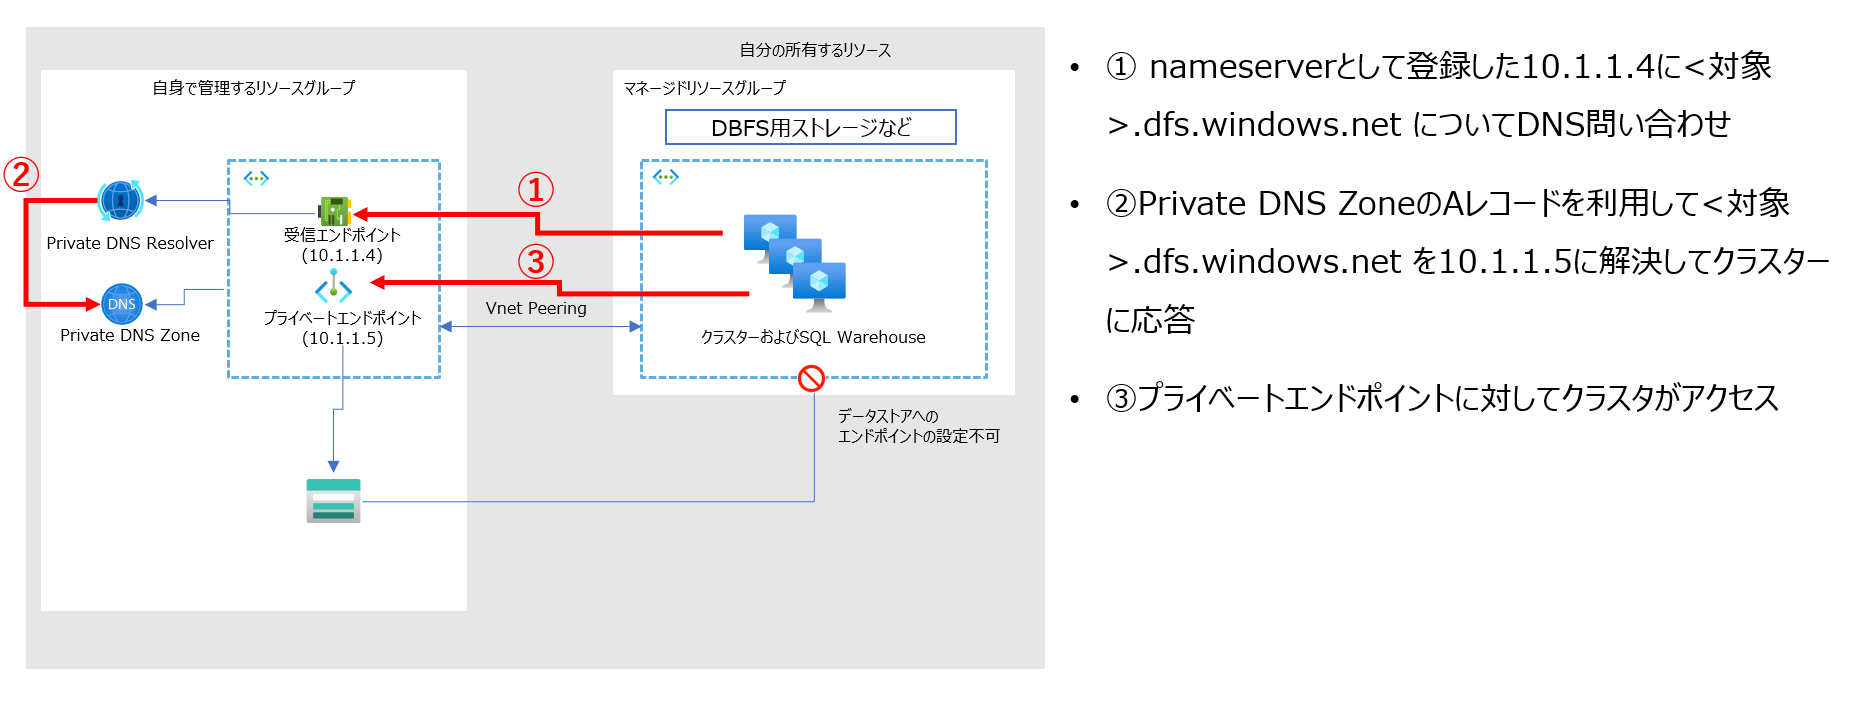 自分の所有するリソース
自身で管理するリソースグループ
マネージドリソースグループ
DBFS用ストレージなど
②
Private DNS Resolver
①
受信エンドポイント
(10.1.1.4)
③
DNS
Private DNS Zone
プライベートエンドポイント
(10.1.1.5)
Vnet Peering
クラスターおよびSQL Warehouse
データストアへの
エンドポイントの設定不可
• ① nameserverとして登録した10.1.1.4に<対象
>.dfs.windows.net についてDNS問い合わせ
• ②Private DNS ZoneのAレコードを利用して<対象
>.dfs.windows.net を10.1.1.5に解決してクラスター
に応答
• ③プライベートエンドポイントに対してクラスタがアクセス